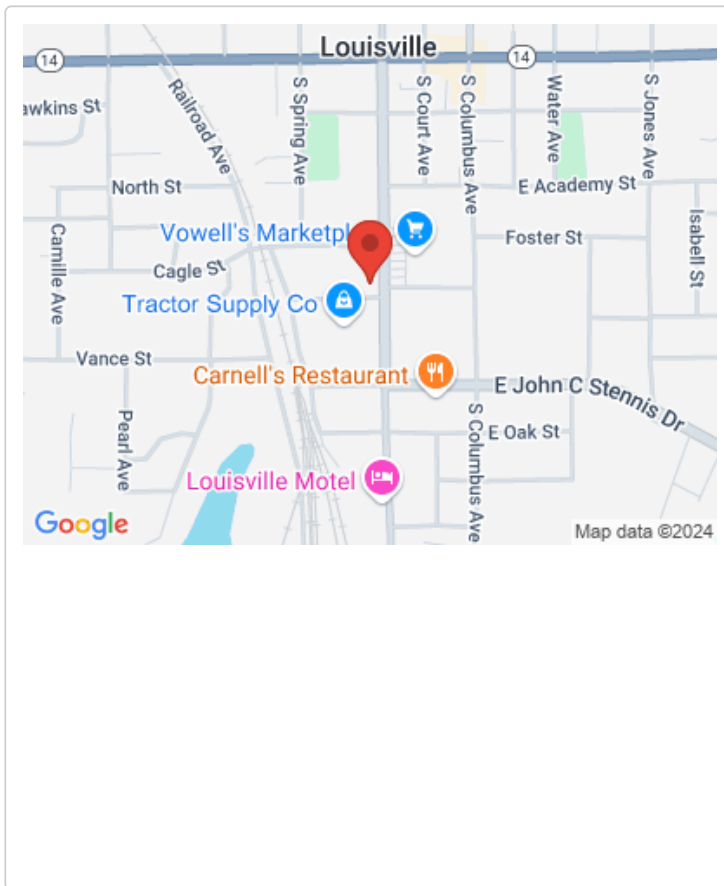 Louisville
14
14
awkins St
Railroad Ave
S Spring Ave
S Court Ave
S Columbus Ave
Water Ave
S Jones Ave
North St
E Academy St
Isabell St
Camille Ave
Vowell's Marketpl
Foster St
Cagle St
Tractor Supply Co
Vance St
Carnell's Restaurant
E John C Stennis Dr
Pearl Ave
S Columbus Ave
E Oak St
Louisville Motel
Google
Map data ©2024